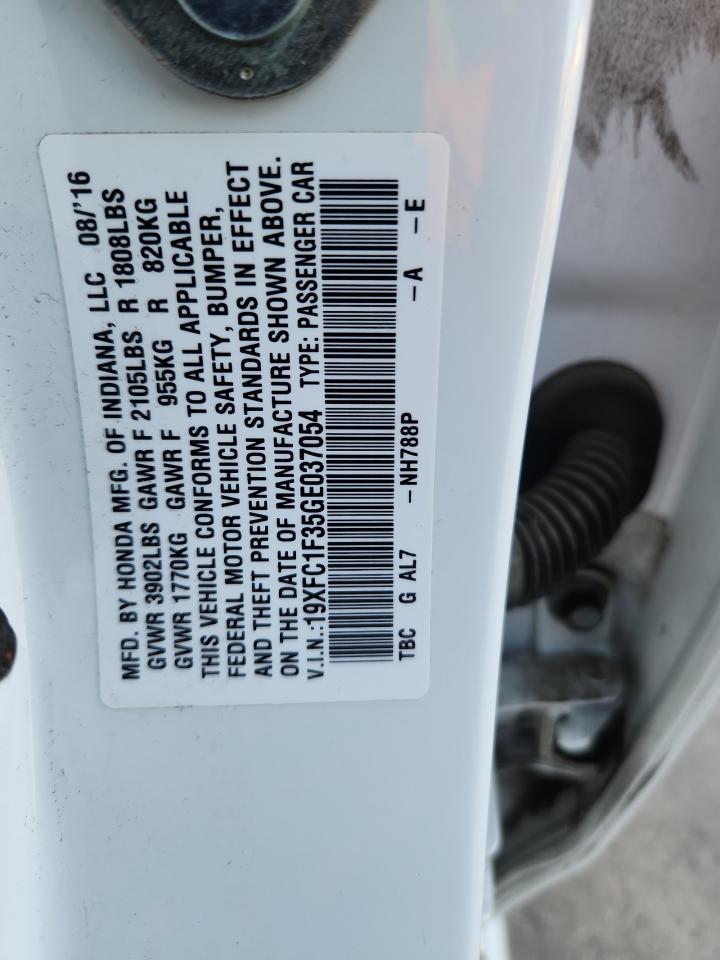 MFD. BY HONDA MFG. OF INDIANA, LLC 08/'16
GVWR 3902LBS GAWR F 2105LBS R 1808LBS
GVWR 1770KG GAWR F 955KG R 820KG
THIS VEHICLE CONFORMS TO ALL APPLICABLE
FEDERAL MOTOR VEHICLE SAFETY, BUMPER,
AND THEFT PREVENTION STANDARDS IN EFFECT
ON THE DATE OF MANUFACTURE SHOWN ABOVE.
V.I.N.:19XFC1F35GE037054 TYPE: PASSENGER CAR
TBC G AL7 -NH788P -A -E